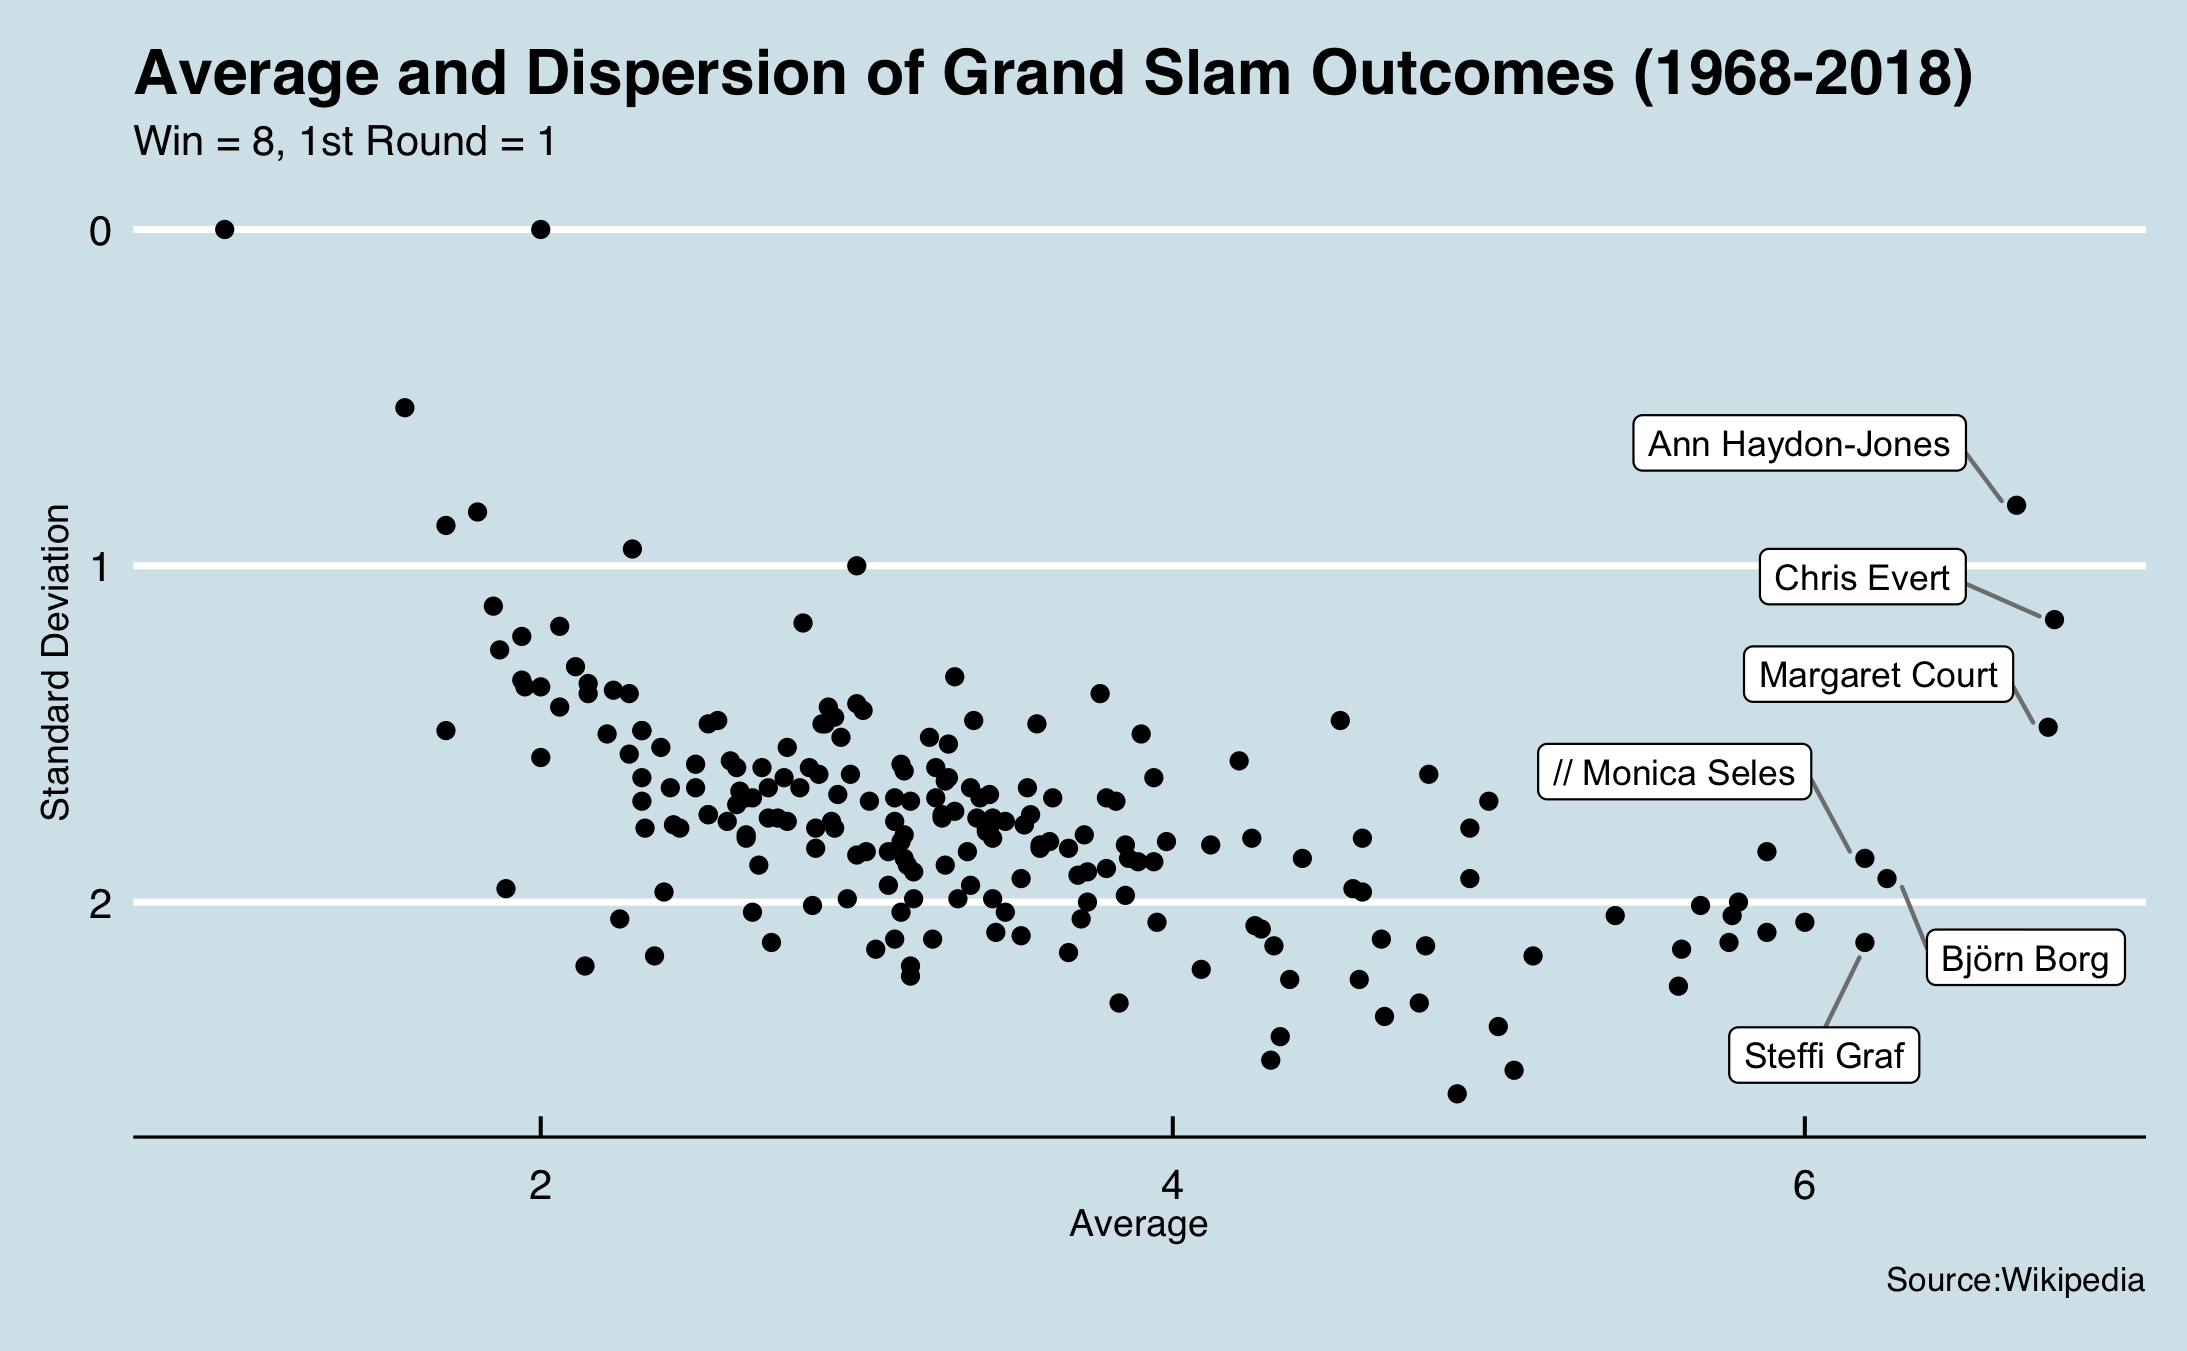 Average and Dispersion of Grand Slam Outcomes (1968-2018)
Win = 8, 1st Round = 1
0
Ann Haydon-Jones
1
Chris Evert
Margaret Court
// Monica Seles
Standard Deviation
2
Björn Borg
Steffi Graf
2
4
6
Average
Source:Wikipedia